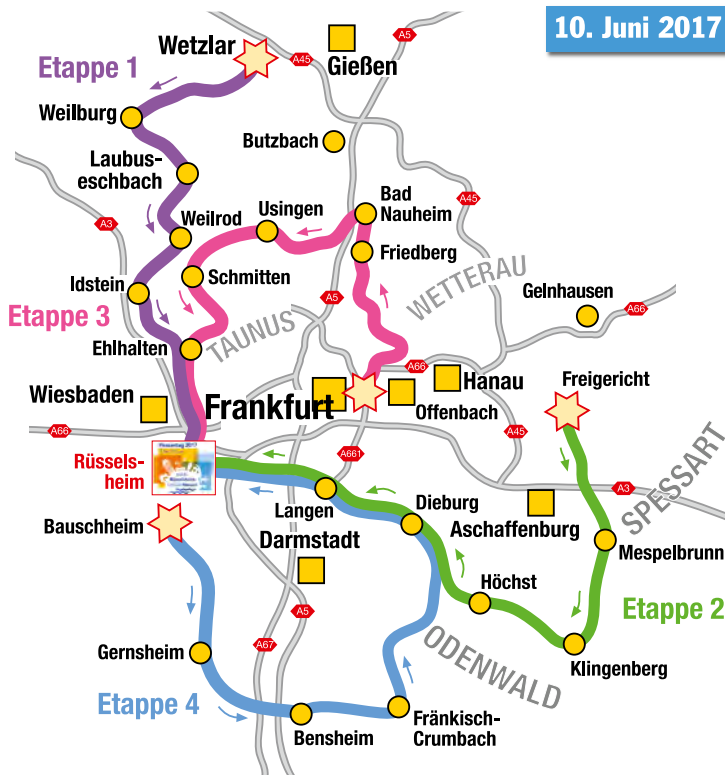 10. Juni 2017
Wetzlar
Gießen
A5
A45
Etappe 1
Weilburg
Butzbach
Laubus-
eschbach
Bad
Nauheim
A45
Usingen
A3
Weilrod
Friedberg
Schmitten
WETTERAU
Idstein
Gelnhausen
A5
Etappe 3
TAUNUS
A66
Ehlhalten
A66
Hanau
Freigericht
Wiesbaden
Frankfurt
Offenbach
A66
A45
A661
Rüssels-
heim
SPESSART
A3
Langen
Dieburg
Aschaffenburg
Bauschheim
Darmstadt
Mespelbrunn
Höchst
A5
Etappe 2
A67
ODENWALD
Gernsheim
Klingenberg
Etappe 4
Fränkisch-
Crumbach
Bensheim